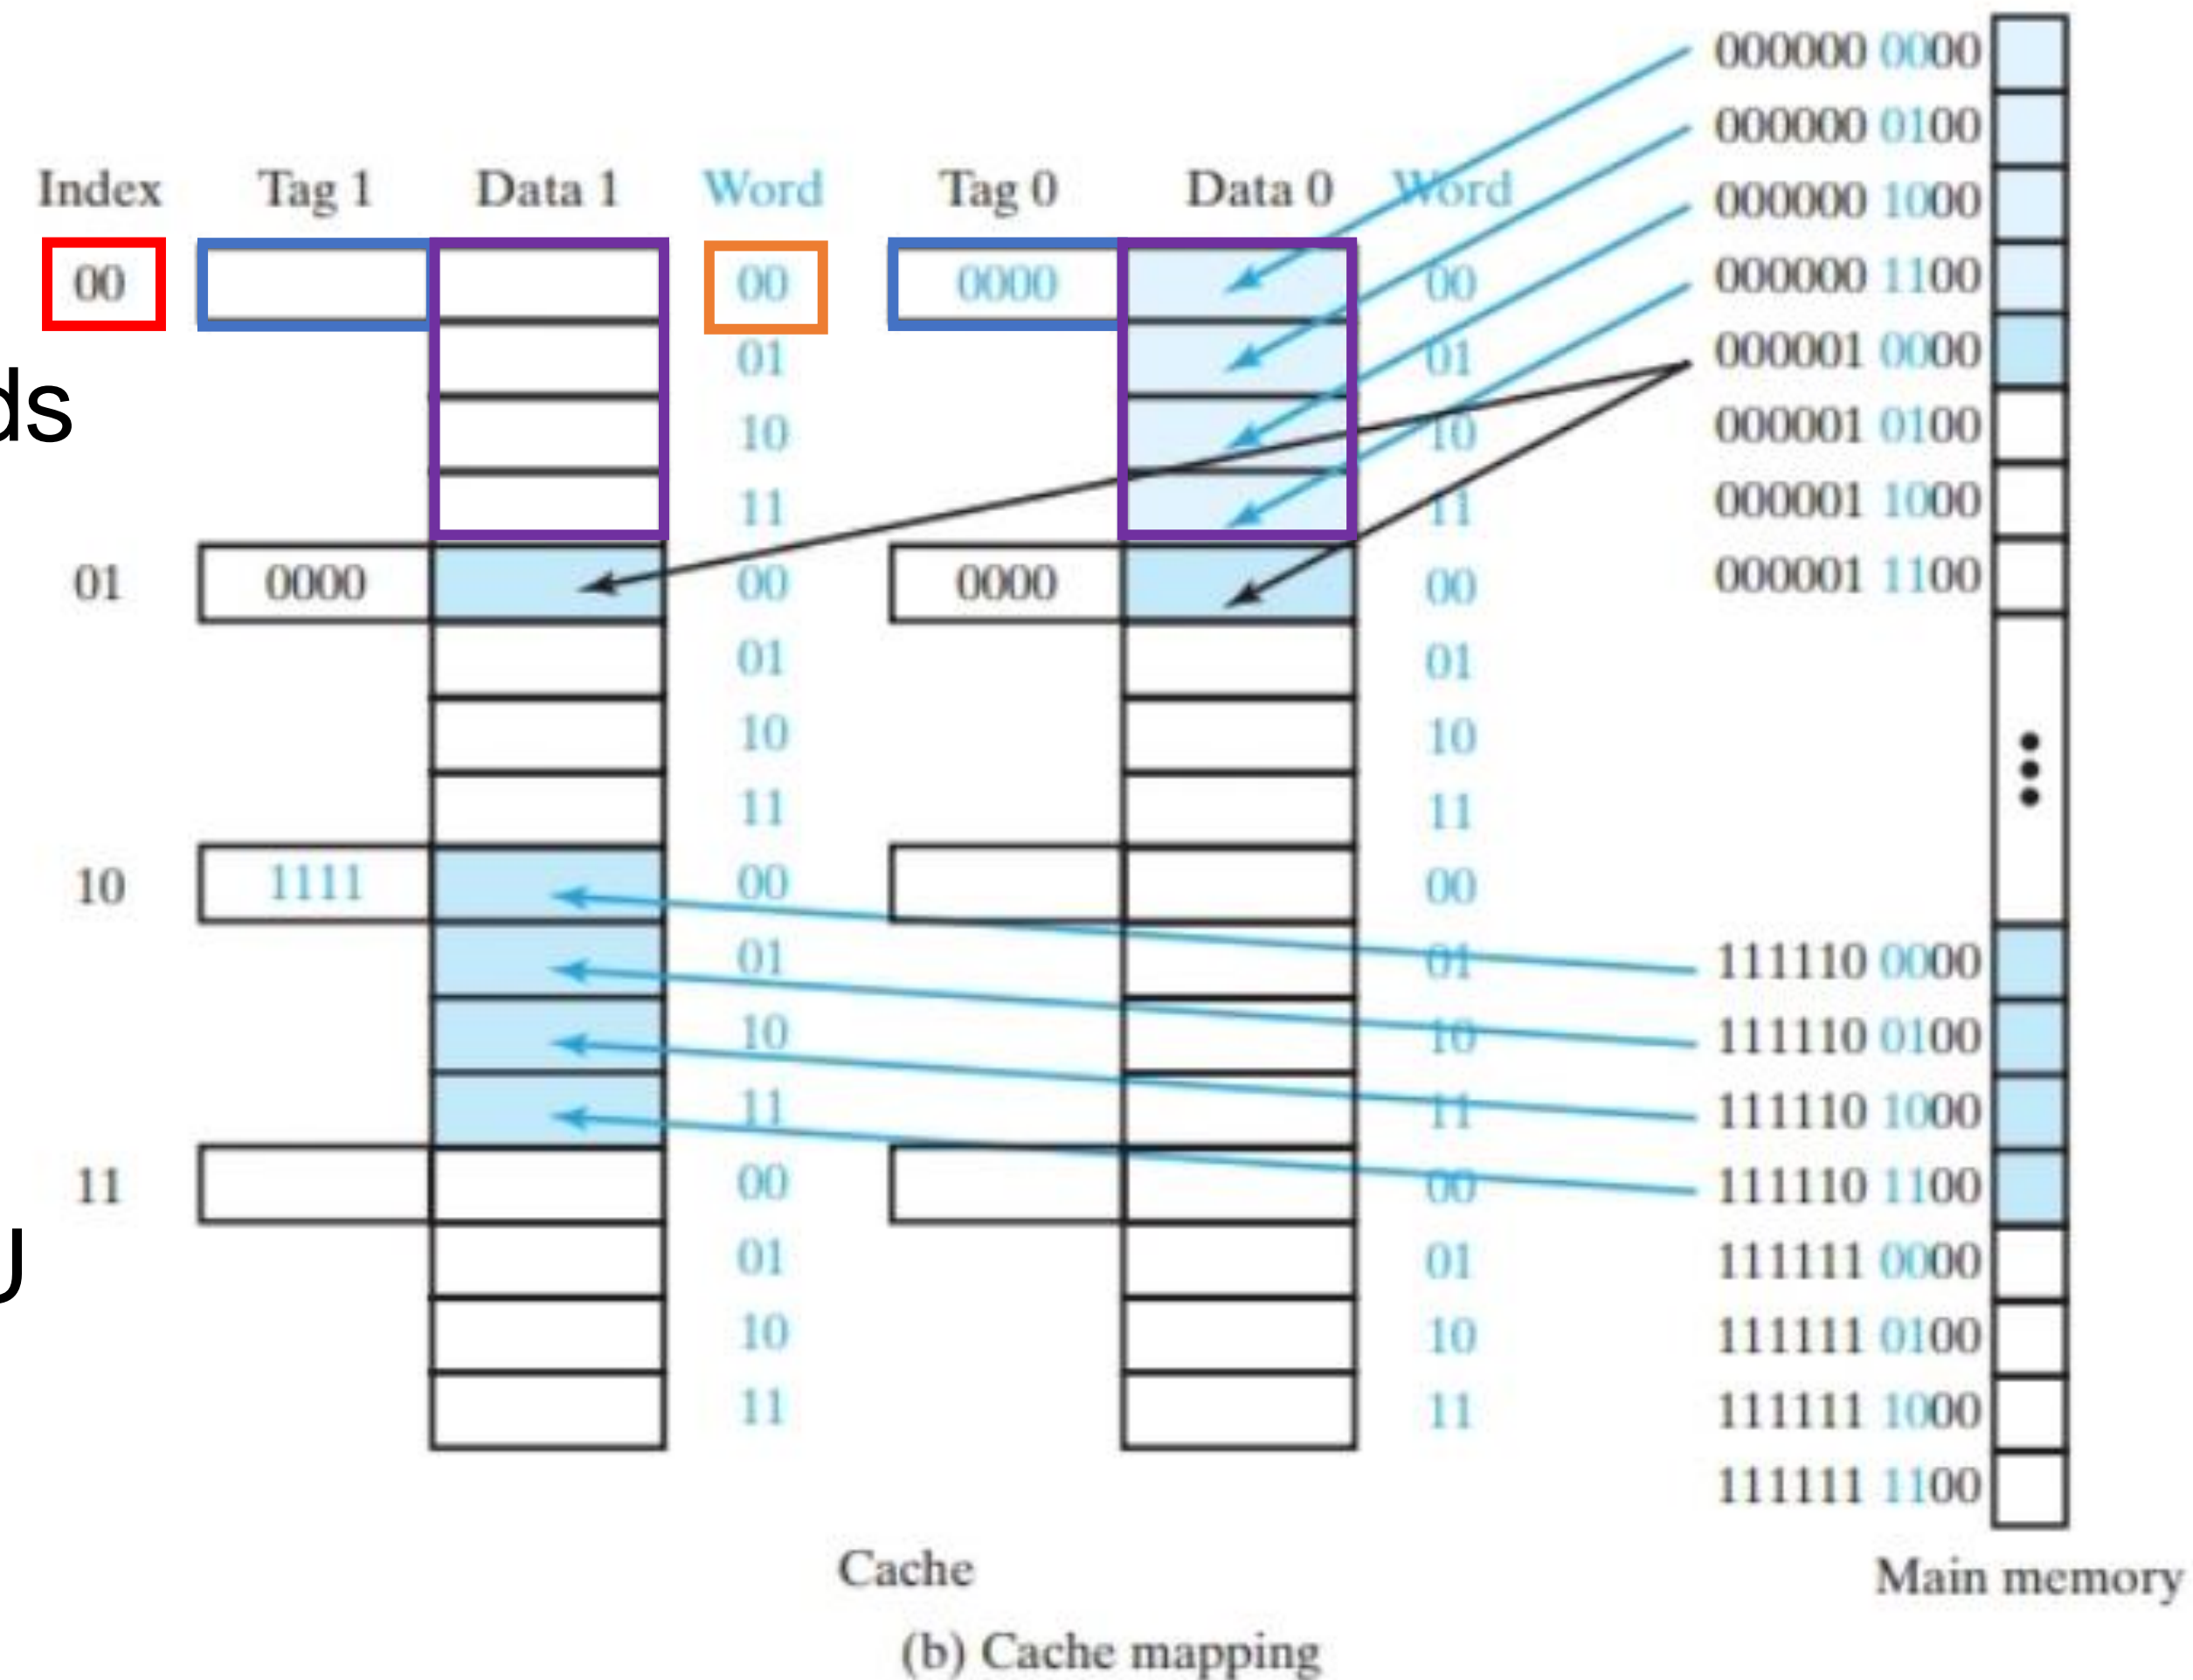 000000 0000
000000 0100
Index Tag 1 Data 1 Word Tag 0 Data 0 Word
000000 1000
000000 1100
00 00 0000 00
000001 0000
01 01
ds
000001 0100
10 10
000001 1000
11 11
000001 1100
01 0000 00 0000 00
01 01
10 10
11 11
10 1111 00 00
111110 0000
01 01
111110 0100
10 10
111110 1000
11 11
111110 1100
11 00 00
111111 0000
01 01
U
111111 0100
10 10
111111 1000
11 11
111111 1100
Cache
Main memory
(b) Cache mapping